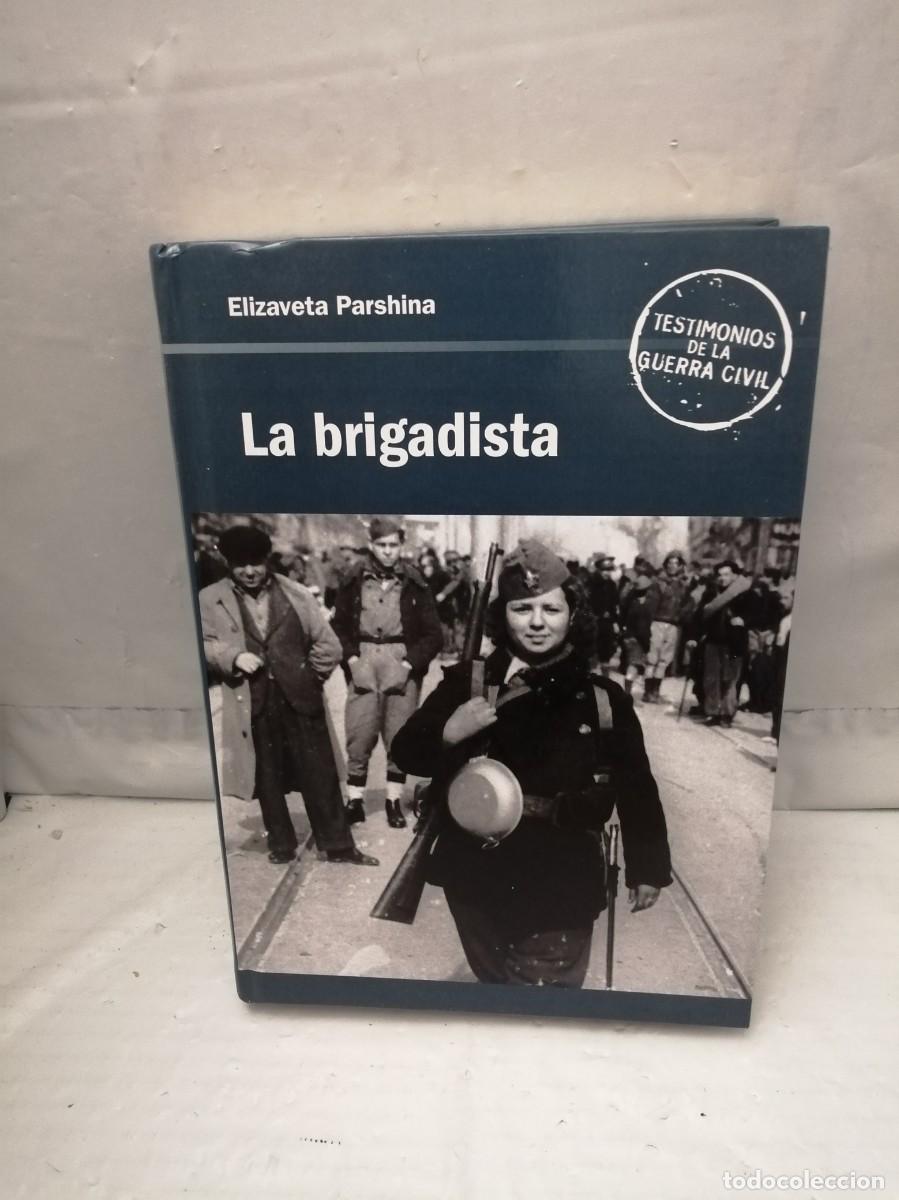 Elizaveta Parshina
TESTIMONIOS
DE LA
GUERRA CIVIL
La brigadista
todocoleccion